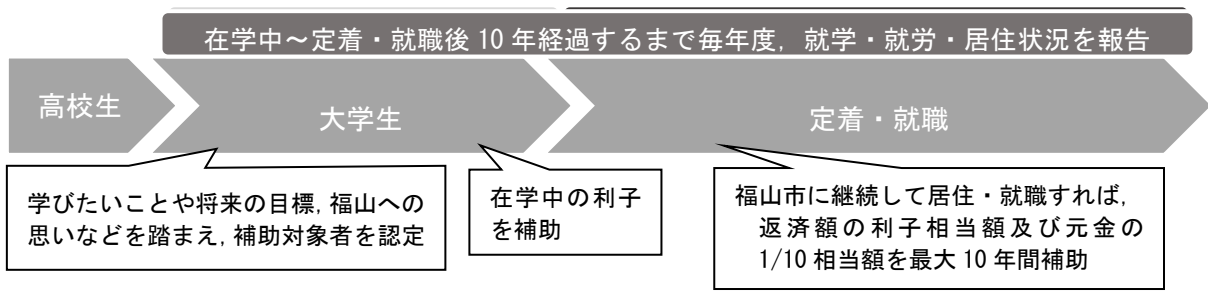 在学中～定着・就職後10年経過するまで毎年度，就学・就労・居住状況を報告
高校生
大学生
定着・就職
学びたいことや将来の目標，福山への
思いなどを踏まえ，補助対象者を認定
在学中の利子
を補助
福山市に継続して居住・就職すれば，
返済額の利子相当額及び元金の
1/10相当額を最大10年間補助